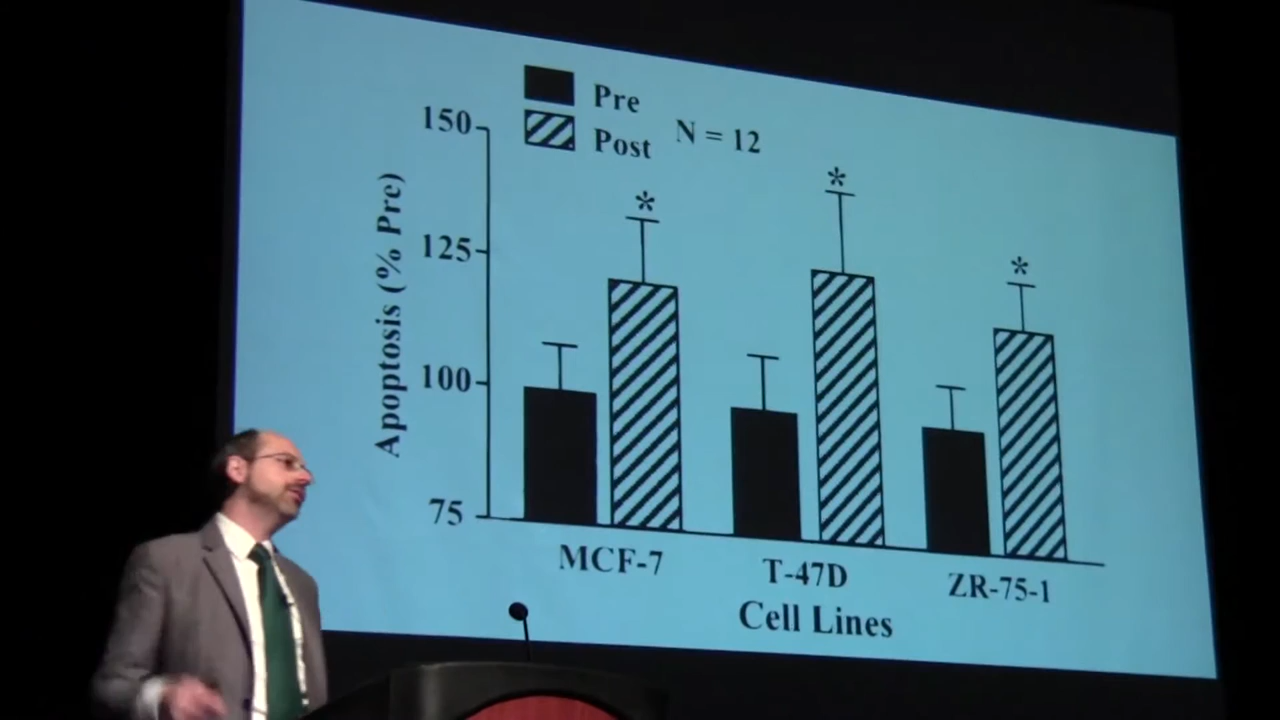 Pre
Post
N = 12
150
125
100
75
Apoptosis (% Pre)
*
*
*
MCF-7
T-47D
ZR-75-1
Cell Lines